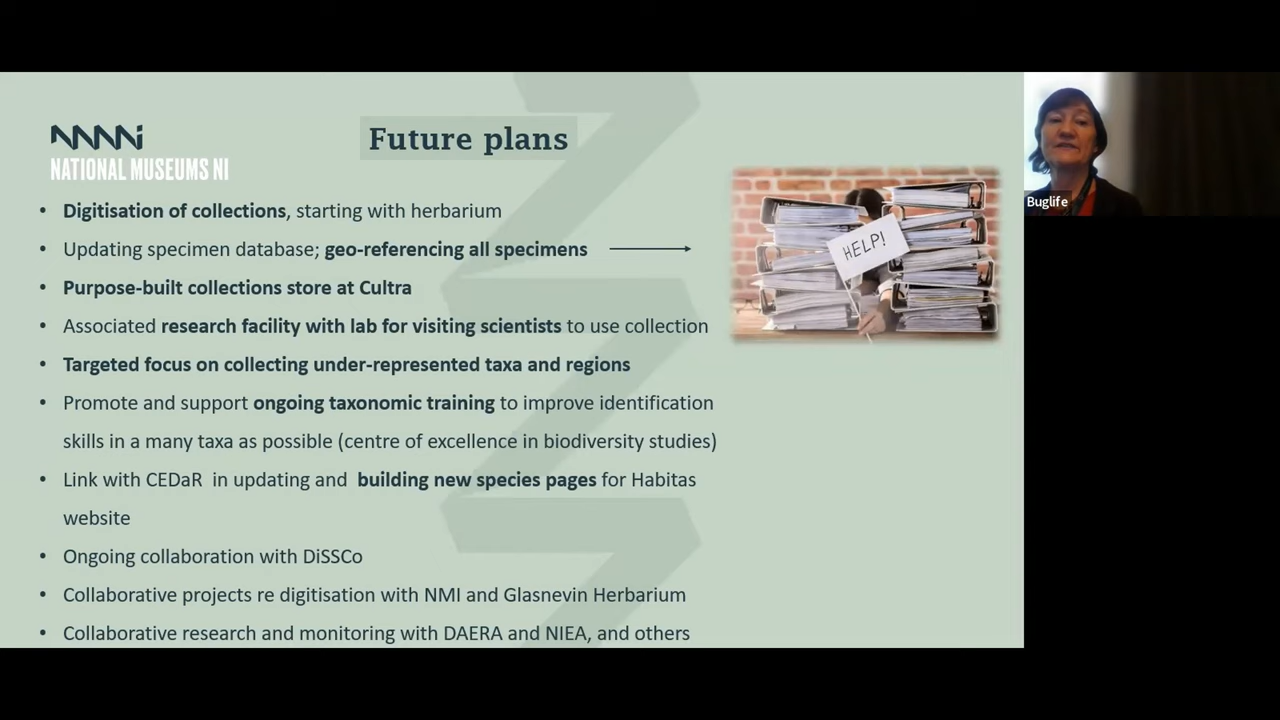 NATIONAL MUSEUMS NI
Future plans
• Digitisation of collections, starting with herbarium
• Updating specimen database; geo-referencing all specimens
• Purpose-built collections store at Cultra
• Associated research facility with lab for visiting scientists to use collection
• Targeted focus on collecting under-represented taxa and regions
• Promote and support ongoing taxonomic training to improve identification
skills in a many taxa as possible (centre of excellence in biodiversity studies)
• Link with CEDaR in updating and building new species pages for Habitas
website
• Ongoing collaboration with DiSSCo
• Collaborative projects re digitisation with NMI and Glasnevin Herbarium
• Collaborative research and monitoring with DAERA and NIEA, and others
HELP!
Buglife